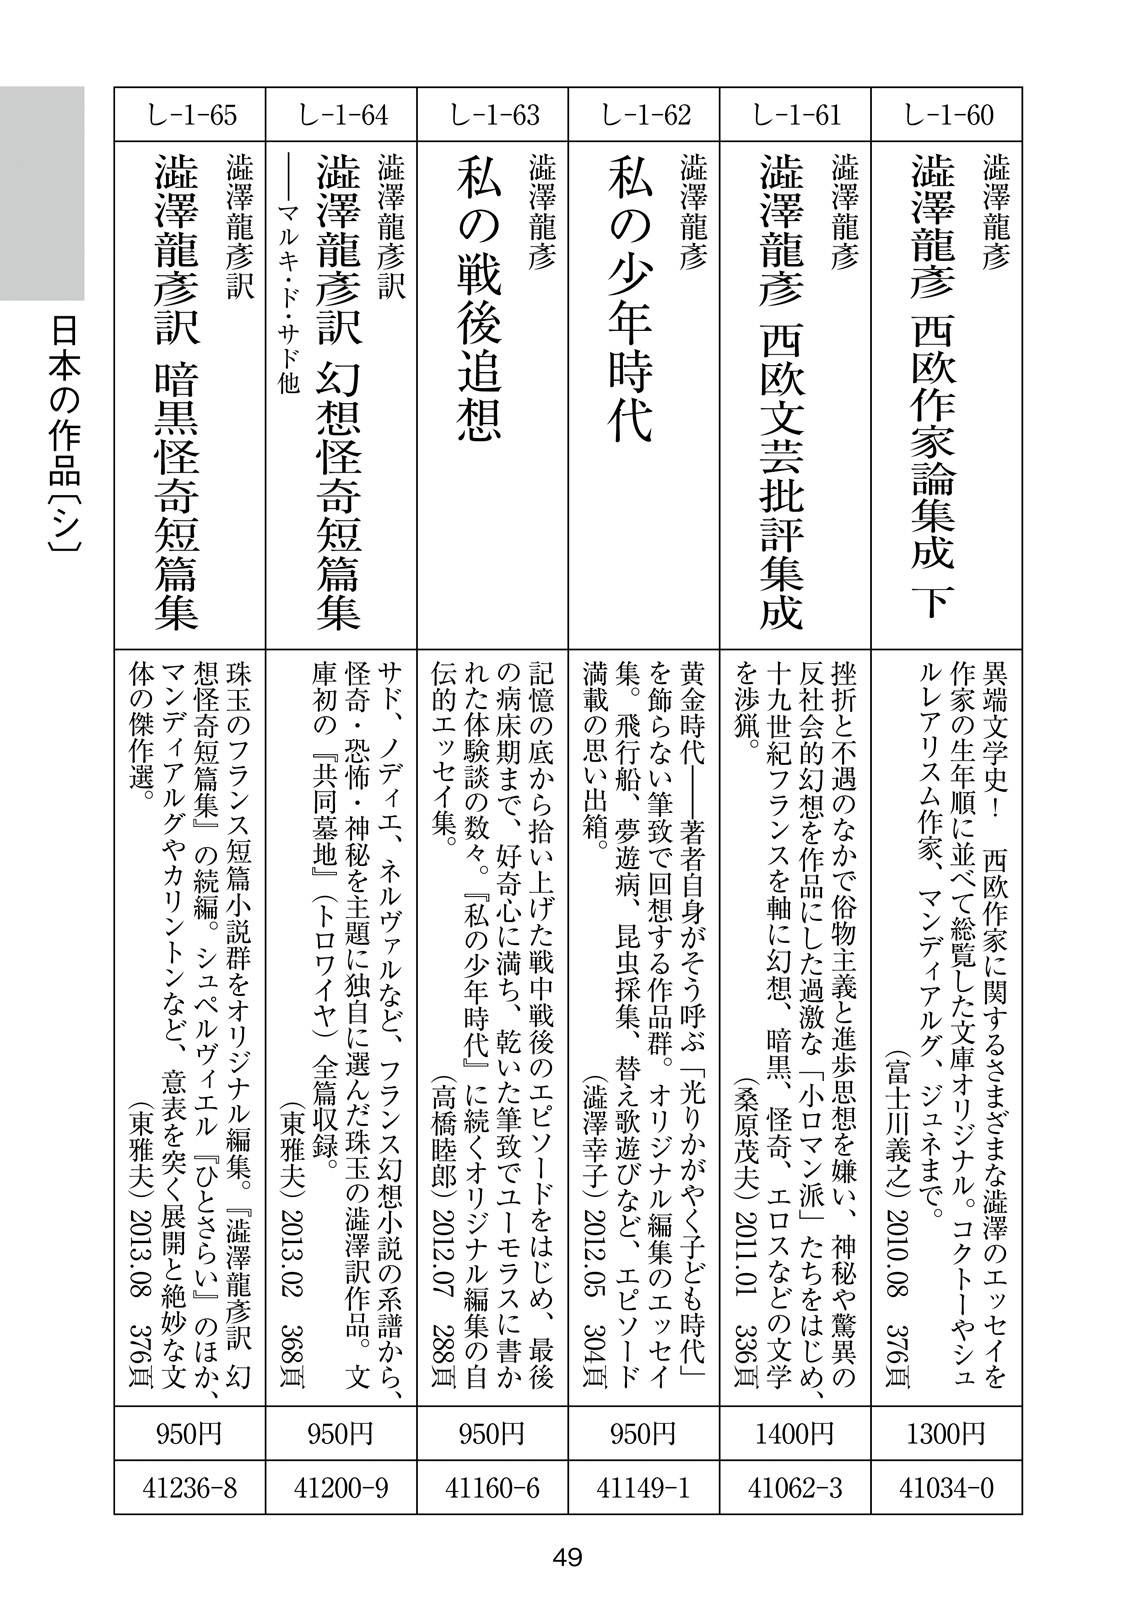 日本の作品〔シ〕
し-1-60
澁澤龍彥
澁澤龍彥 西欧作家論集成 下
異端文学史！　西欧作家に関するさまざまな澁澤のエッセイを
作家の生年順に並べて総覧した文庫オリジナル。コクトーやシュ
ルレアリスム作家、マンディアルグ、ジュネまで。
（富士川義之）2010.08　376頁
1300円
41034-0
し-1-61
澁澤龍彥
澁澤龍彥 西欧文芸批評集成
挫折と不遇のなかで俗物主義と進歩思想を嫌い、神秘や驚異の
反社会的幻想を作品にした過激な「小ロマン派」たちをはじめ、
十九世紀フランスを軸に幻想、暗黒、怪奇、エロスなどの文学
を渉猟。
（桑原茂夫）2011.01　336頁
1400円
41062-3
し-1-62
澁澤龍彥
私の少年時代
黄金時代――著者自身がそう呼ぶ「光りかがやく子ども時代」
を飾らない筆致で回想する作品群。オリジナル編集のエッセイ
集。飛行船、夢遊病、昆虫採集、替え歌遊びなど、エピソード
満載の思い出箱。
（澁澤幸子）2012.05　304頁
950円
41149-1
し-1-63
澁澤龍彥
私の戦後追想
記憶の底から拾い上げた戦中戦後のエピソードをはじめ、最後
の病床期まで、好奇心に満ち、乾いた筆致でユーモラスに書か
れた体験談の数々。『私の少年時代』に続くオリジナル編集の自
伝的エッセイ集。
（高橋睦郎）2012.07　288頁
950円
41160-6
し-1-64
澁澤龍彥訳
澁澤龍彥訳 幻想怪奇短篇集
――マルキ・ド・サド他
サド、ノディエ、ネルヴァルなど、フランス幻想小説の系譜から、
怪奇・恐怖・神秘を主題に独自に選んだ珠玉の澁澤訳作品。文
庫初の『共同墓地』（トロワイヤ）全篇収録。
（東雅夫）2013.02　368頁
950円
41200-9
し-1-65
澁澤龍彥訳
澁澤龍彥訳 暗黒怪奇短篇集
珠玉のフランス短篇小説群をオリジナル編集。『澁澤龍彥訳 幻
想怪奇短篇集』の続編。シュペルヴィエル『ひとさらい』のほか、
マンディアルグやカリントンなど、意表を突く展開と絶妙な文
体の傑作選。
（東雅夫）2013.08　376頁
950円
41236-8
49